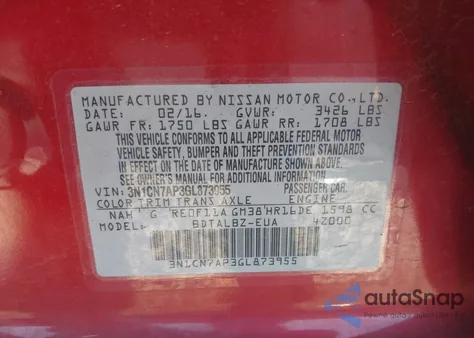 MANUFACTURED BY NISSAN MOTOR CO., LTD.
DATE: 02/16. GVWR: 3426 LBS
GAWR FR: 1750 LBS GAWR RR: 1708 LBS
THIS VEHICLE CONFORMS TO ALL APPLICABLE FEDERAL MOTOR
VEHICLE SAFETY, BUMPER AND THEFT PREVENTION STANDARDS
IN EFFECT ON THE DATE OF MANUFACTURE SHOWN ABOVE.
SEE OWNER'S MANUAL FOR ADDITIONAL INFORMATION
VIN: 3N1CN7AP3GL873955 PASSENGER CAR.
COLOR TRIM TRANS AXLE ENGINE
NAH G RE0F11A GM38 HR16DE 1598 CC
BDTALBZ-EUA 4Z000
3N1CN7AP3GL873955
autoSnap